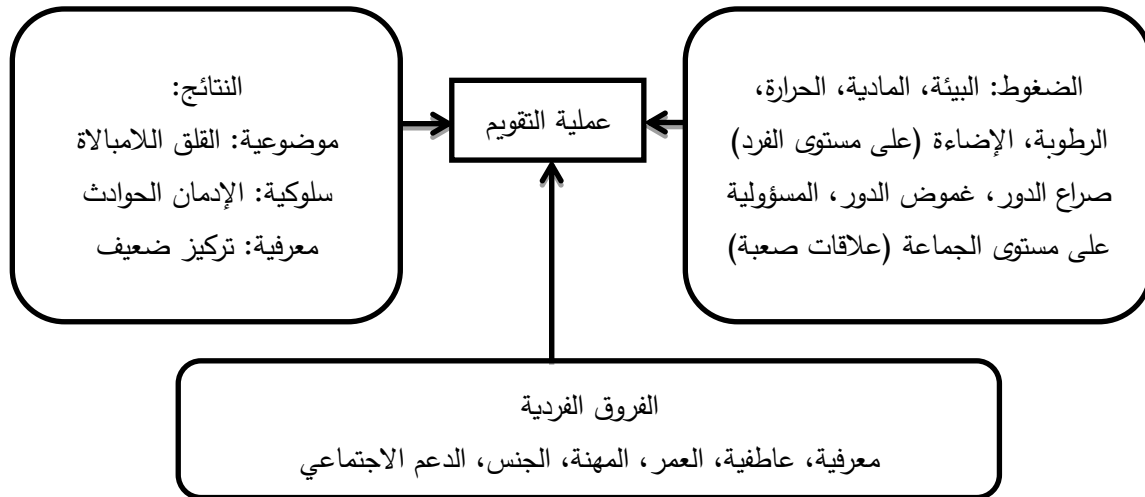 الضغوط: البيئة، المادية، الحرارة،
الرطوبة، الإضاءة (على مستوى الفرد)
صراع الدور، غموض الدور، المسؤولية
على مستوى الجماعة (علاقات صعبة)
عملية التقويم
النتائج:
موضوعية: القلق اللامبالاة
سلوكية: الإدمان الحوادث
معرفية: تركيز ضعيف
الفروق الفردية
معرفية، عاطفية، العمر، المهنة، الجنس، الدعم الاجتماعي